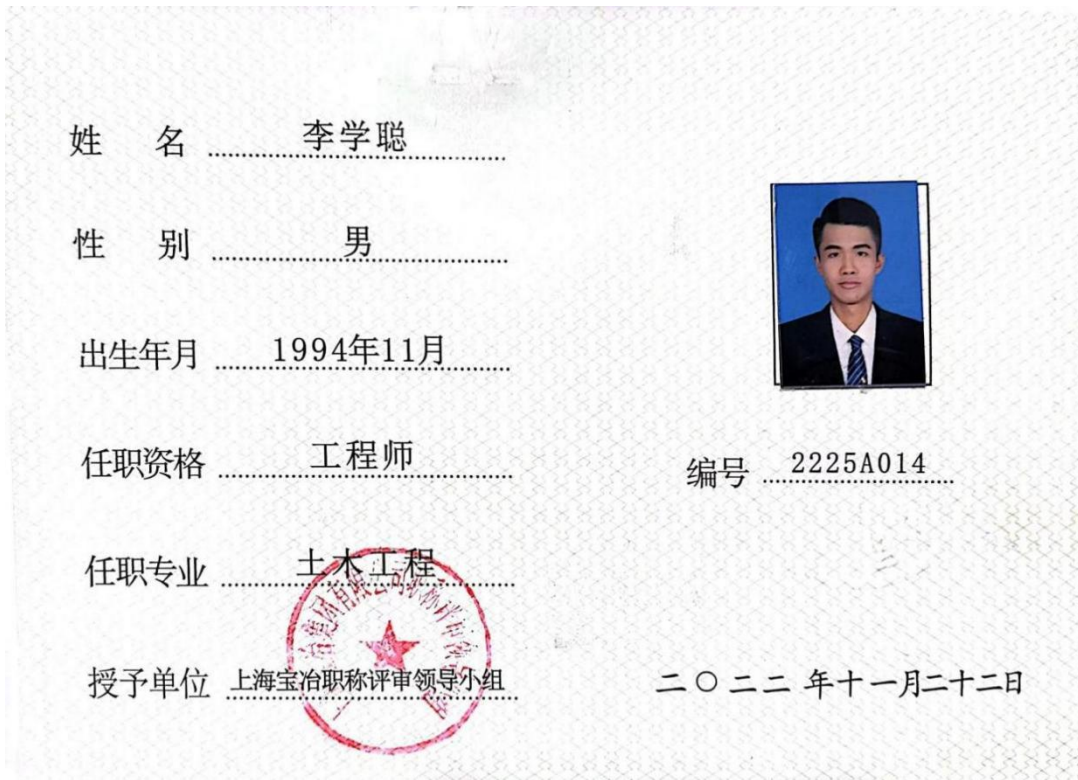 姓 名 李学聪
性 别 男
出生年月 1994年11月
任职资格 工程师
编号 2225A014
任职专业 土木工程
授予单位 上海宝冶职称评审领导小组
二〇二二 年十一月二十二日